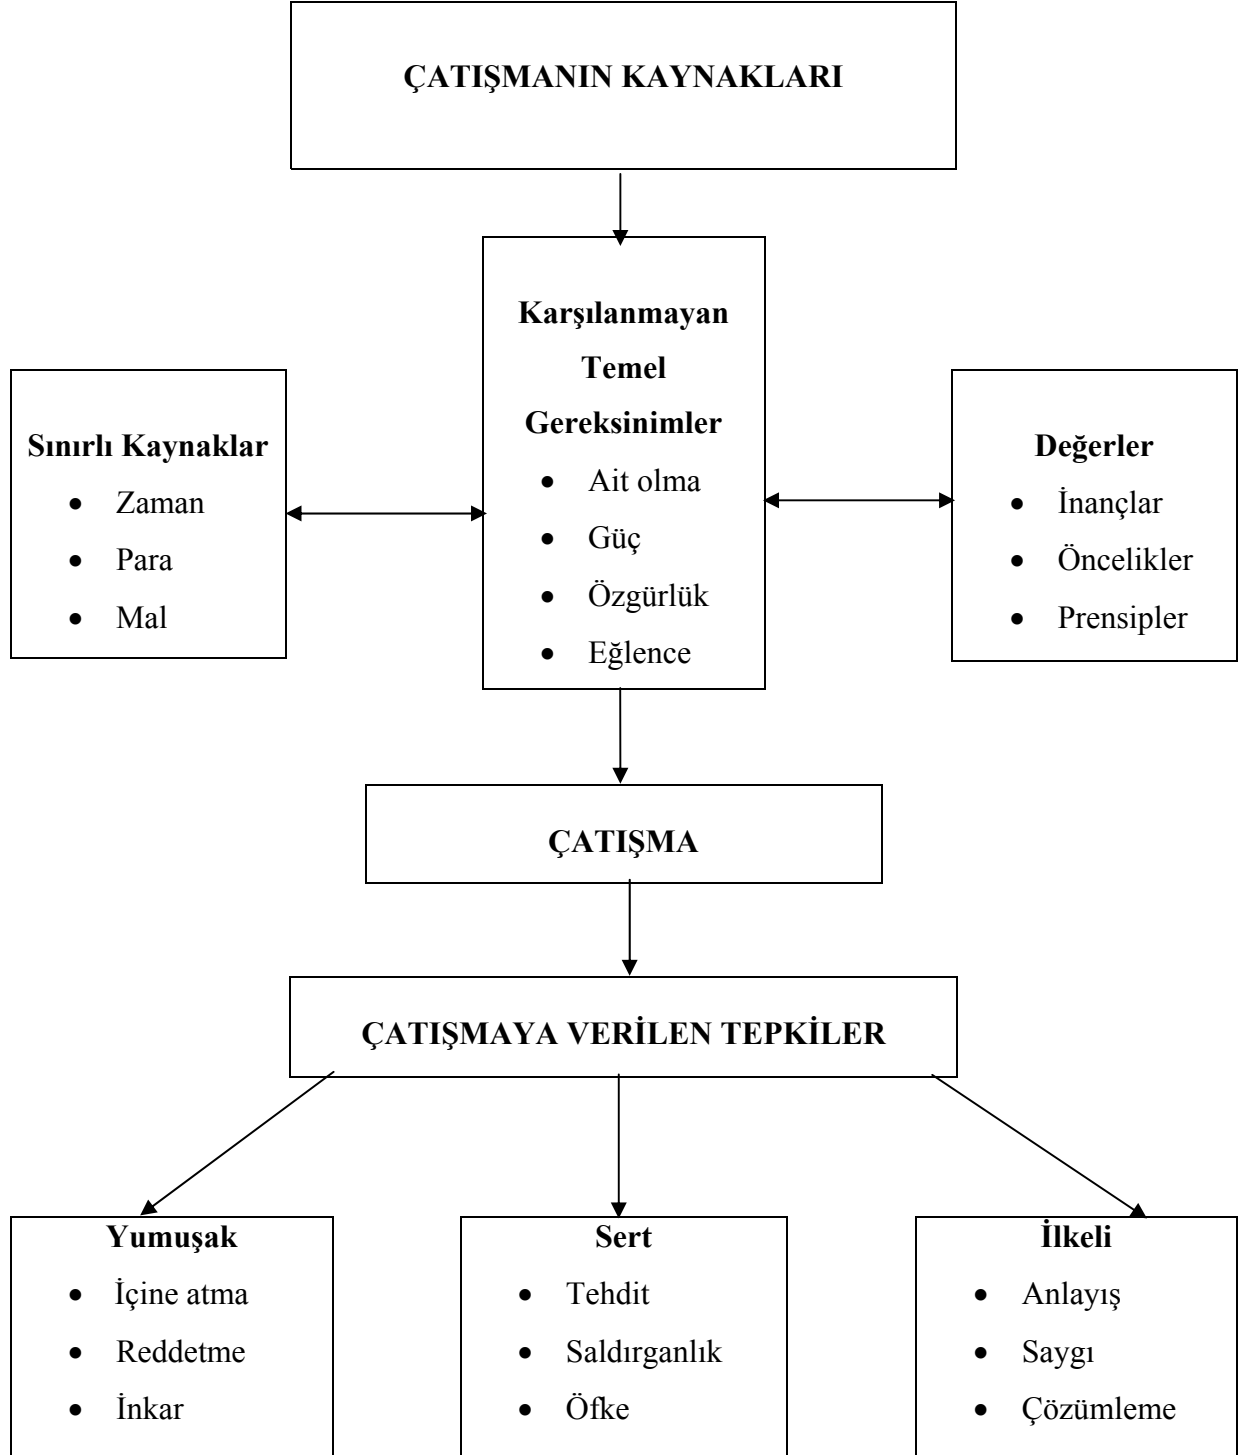 ÇATIŞMANIN KAYNAKLARI
Karşılanmayan
Temel
Gereksinimler
• Ait olma
• Güç
• Özgürlük
• Eğlence
Sınırlı Kaynaklar
• Zaman
• Para
• Mal
Değerler
• İnançlar
• Öncelikler
• Prensipler
ÇATIŞMA
ÇATIŞMAYA VERİLEN TEPKİLER
Yumuşak
• İçine atma
• Reddetme
• İnkar
Sert
• Tehdit
• Saldırganlık
• Öfke
İlkeli
• Anlayış
• Saygı
• Çözümleme